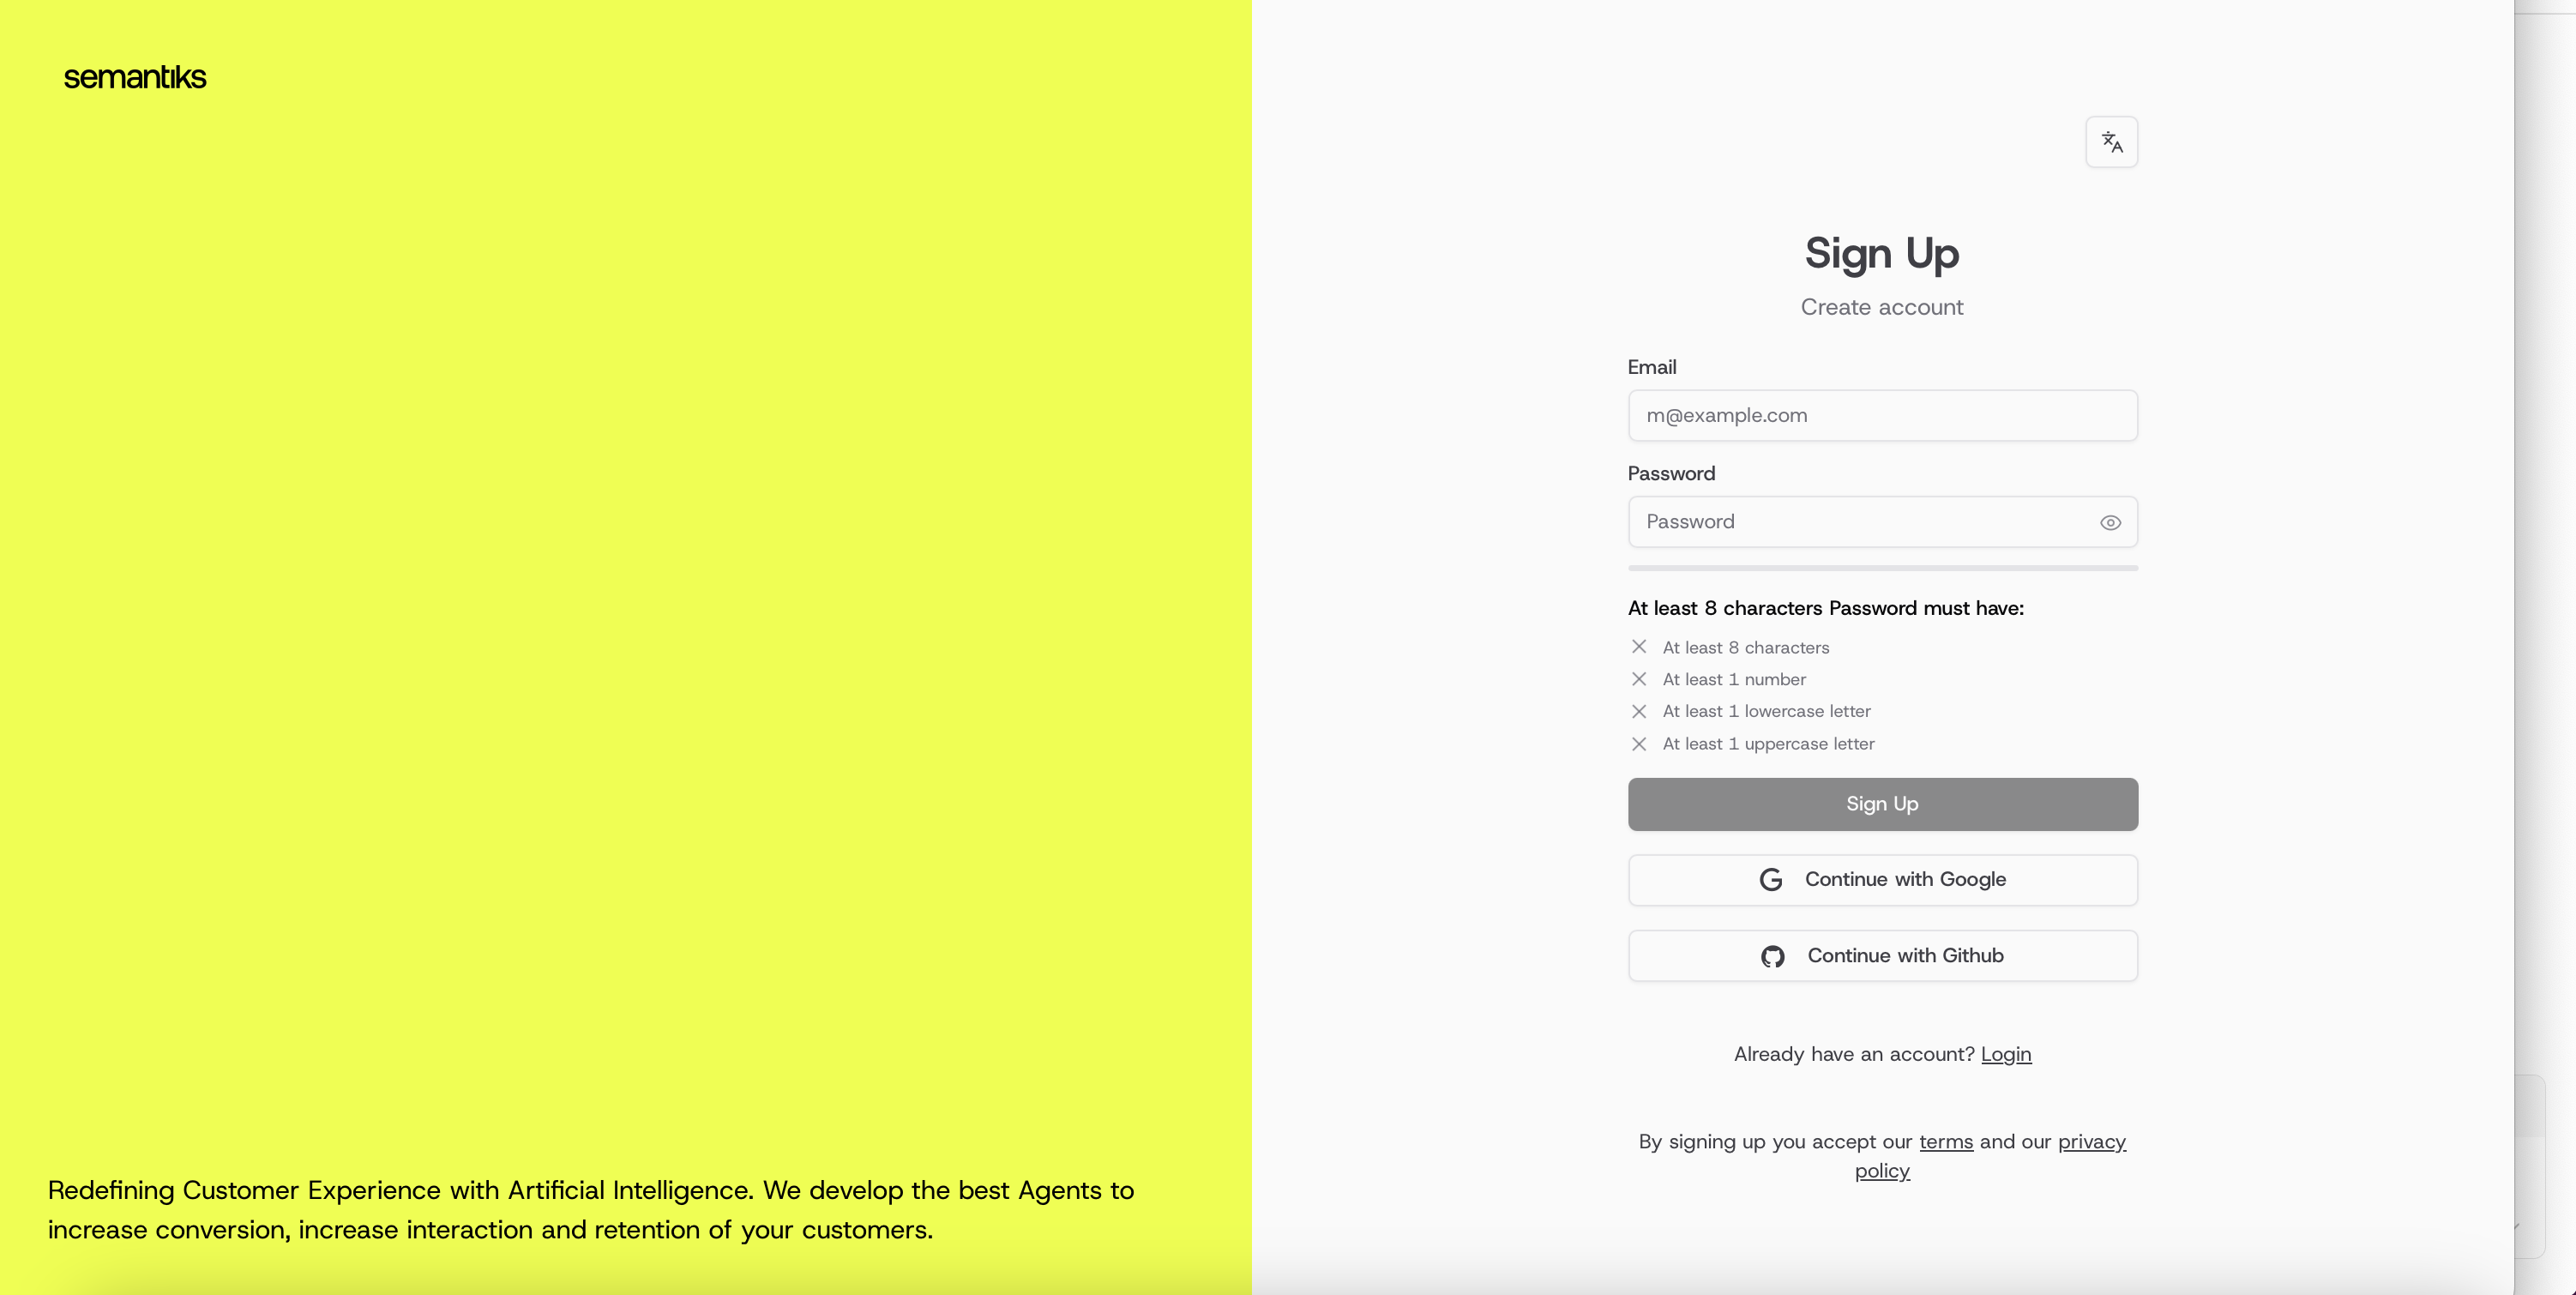 semantiks
Redefining Customer Experience with Artificial Intelligence. We develop the best Agents to
increase conversion, increase interaction and retention of your customers.
Sign Up
Create account
Email
m@example.com
Password
Password
At least 8 characters Password must have:
At least 8 characters
At least 1 number
At least 1 lowercase letter
At least 1 uppercase letter
Sign Up
Continue with Google
Continue with Github
Already have an account? Login
By signing up you accept our terms and our privacy
policy